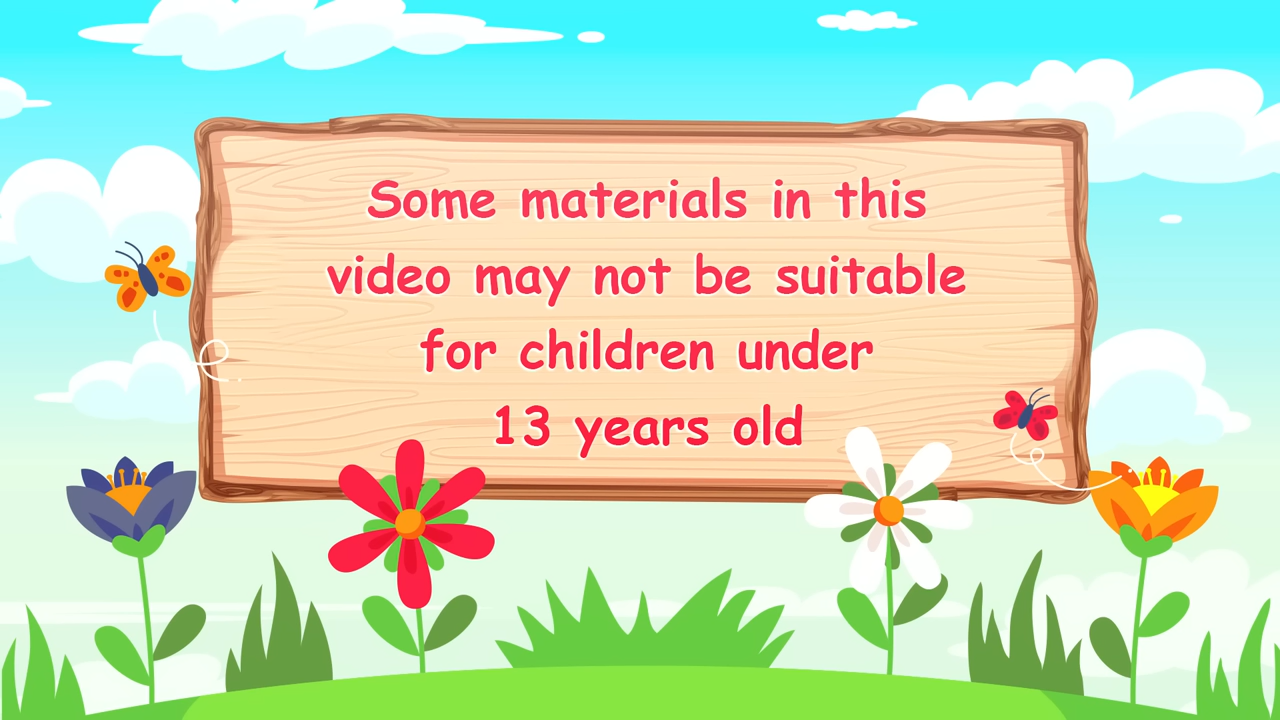 Some materials in this
video may not be suitable
for children under
13 years old